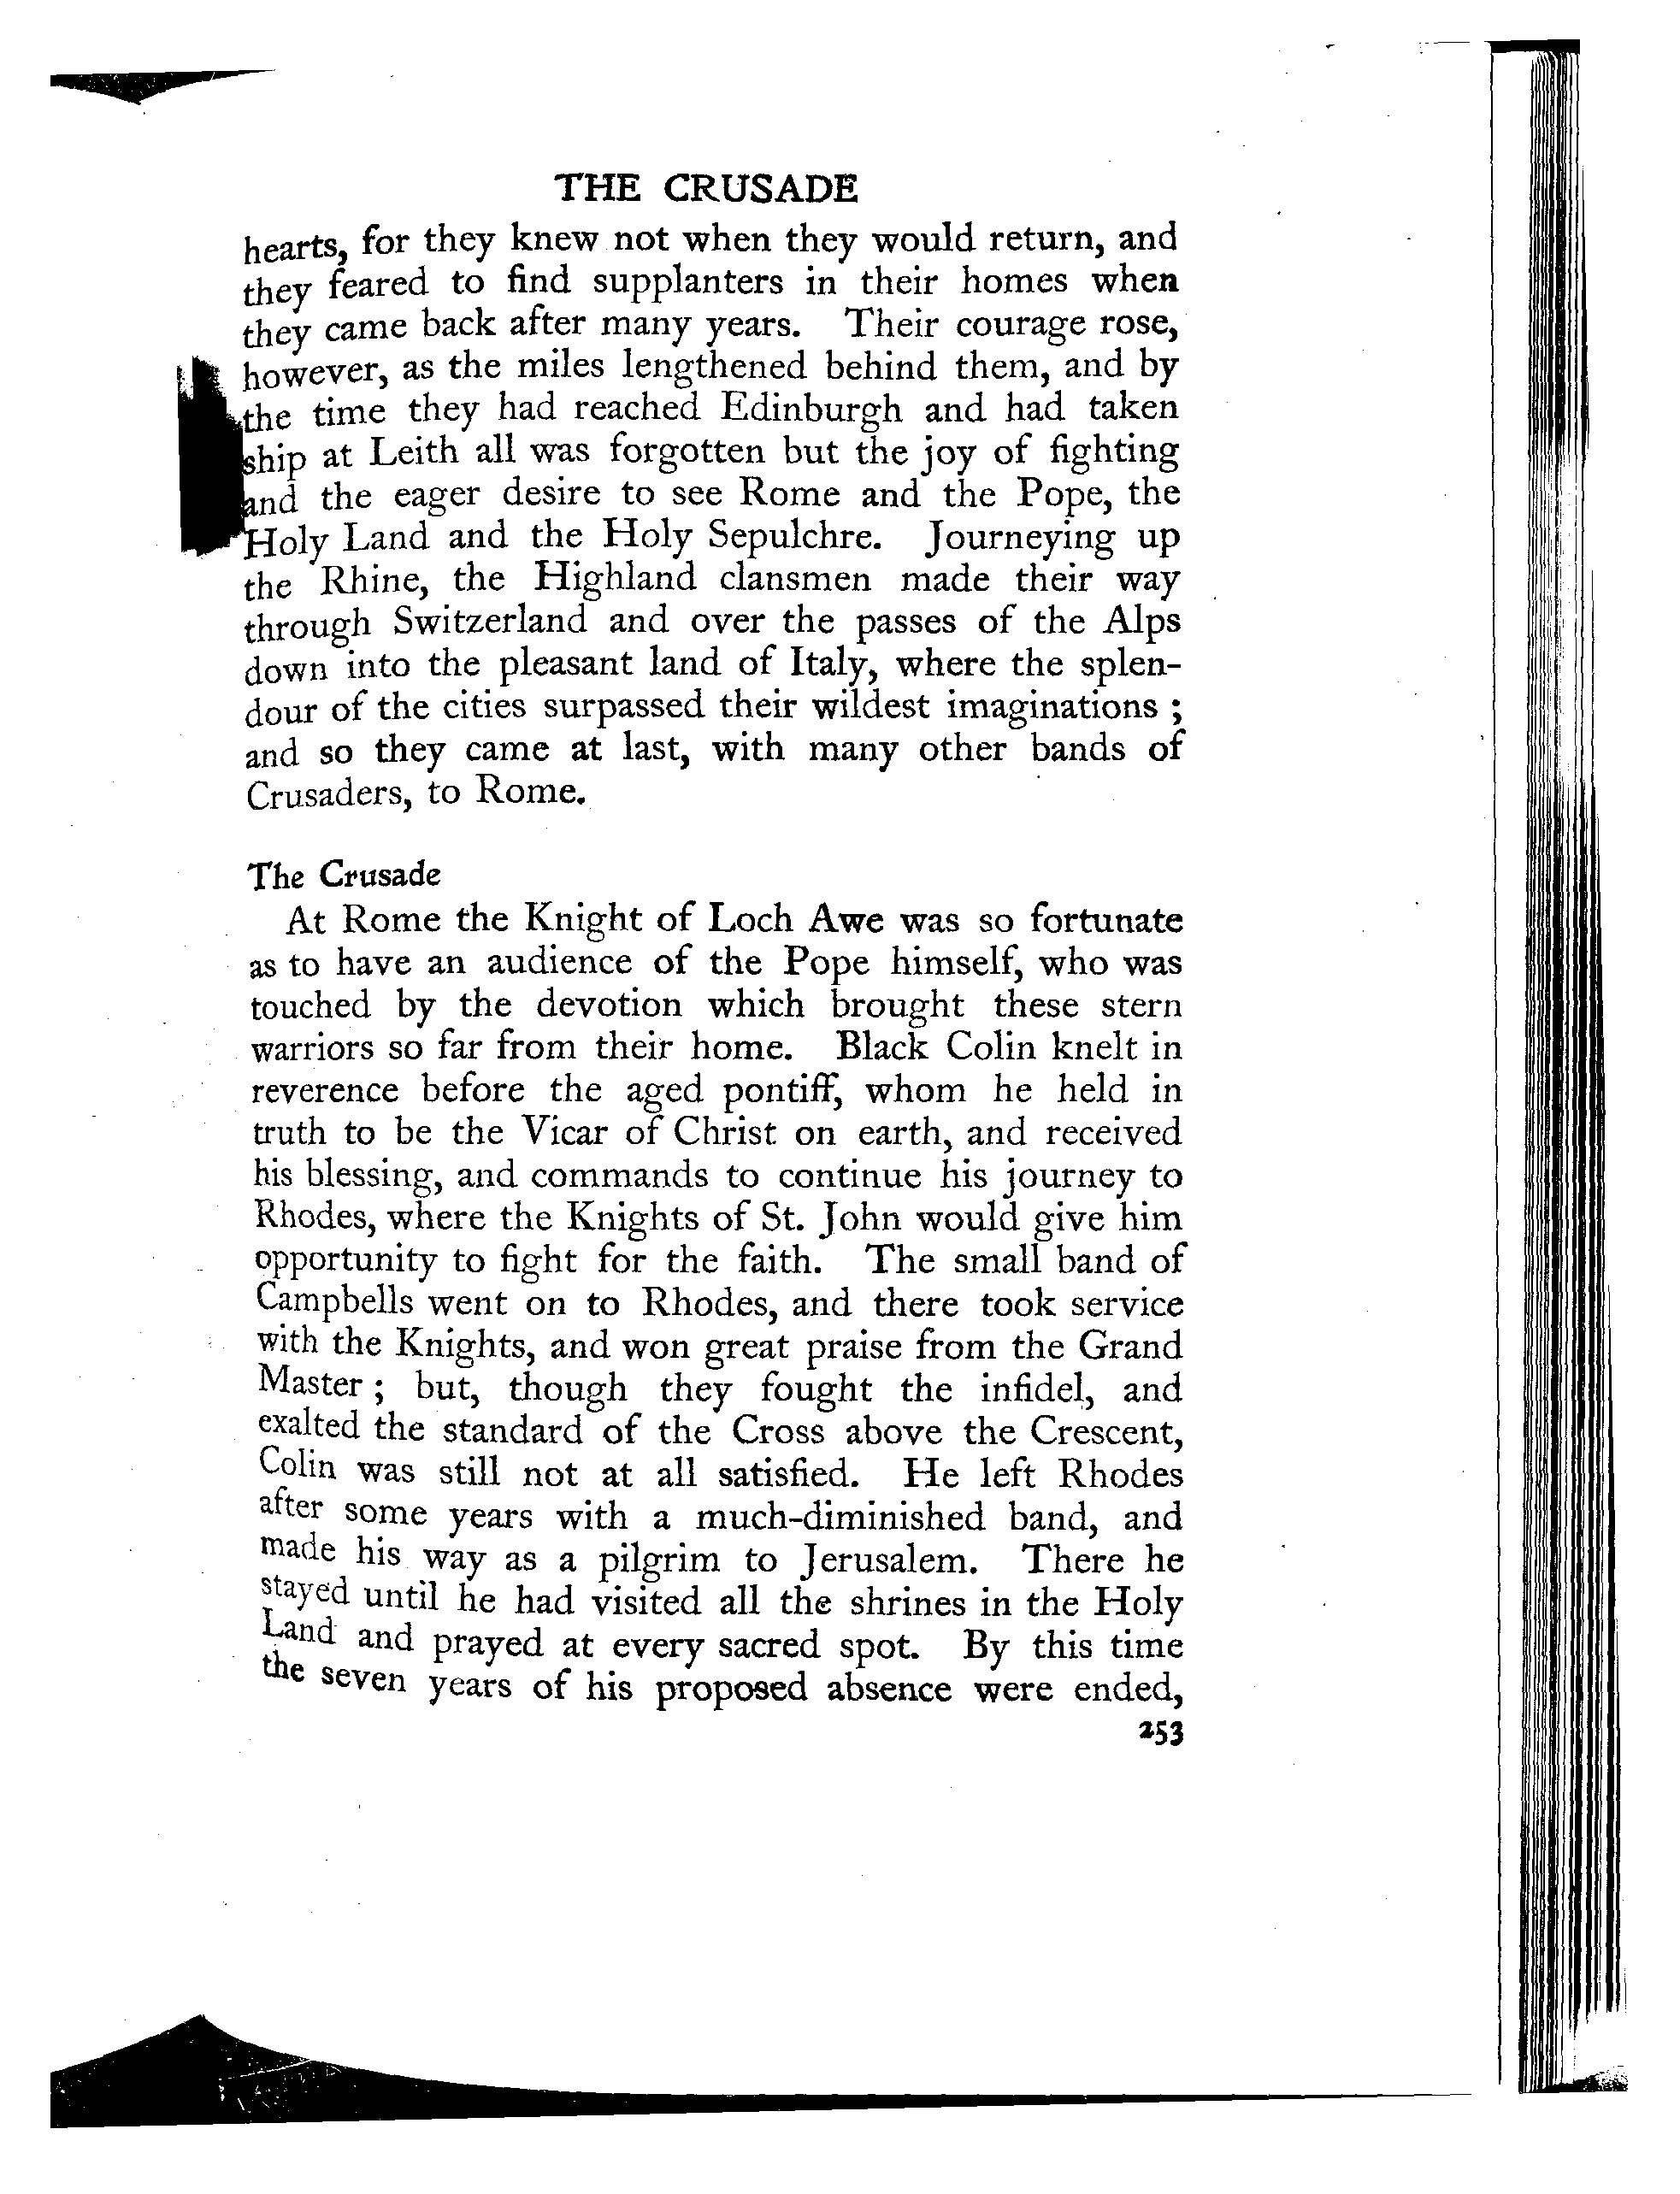 THE CRUSADE
hearts, for they knew not when they would return, and
they feared to find supplanters in their homes when
they came back after many years. Their courage rose,
however, as the miles lengthened behind them, and by
the time they had reached Edinburgh and had taken
ship at Leith all was forgotten but the joy of fighting
and the eager desire to see Rome and the Pope, the
Holy Land and the Holy Sepulchre. Journeying up
the Rhine, the Highland clansmen made their way
through Switzerland and over the passes of the Alps
down into the pleasant land of Italy, where the splen-
dour of the cities surpassed their wildest imaginations ;
and so they came at last, with many other bands of
Crusaders, to Rome.
The Crusade
At Rome the Knight of Loch Awe was so fortunate
as to have an audience of the Pope himself, who was
touched by the devotion which brought these stern
warriors so far from their home. Black Colin knelt in
reverence before the aged pontiff, whom he held in
truth to be the Vicar of Christ on earth, and received
his blessing, and commands to continue his journey to
Rhodes, where the Knights of St. John would give him
opportunity to fight for the faith. The small band of
Campbells went on to Rhodes, and there took service
with the Knights, and won great praise from the Grand
Master ; but, though they fought the infidel, and
exalted the standard of the Cross above the Crescent,
Colin was still not at all satisfied. He left Rhodes
after some years with a much-diminished band, and
made his way as a pilgrim to Jerusalem. There he
stayed until he had visited all the shrines in the Holy
Land and prayed at every sacred spot. By this time
the seven years of his proposed absence were ended,
253